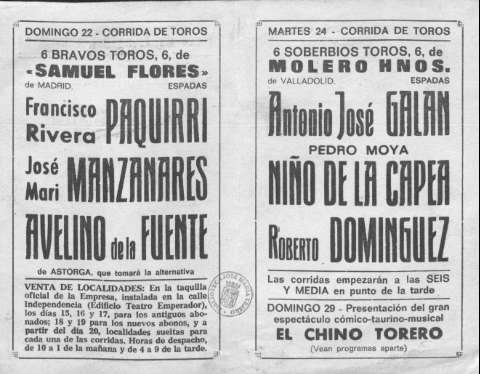 DOMINGO 22 - CORRIDA DE TOROS
6 BRAVOS TOROS, 6, de
«SAMUEL FLORES»
de MADRID. ESPADAS
Francisco
Rivera PAQUIRRI
José
Mari MANZANARES
AVELINO de la FUENTE
de ASTORGA, que tomará la alternativa
VENTA DE LOCALIDADES: En la taquilla
oficial de la Empresa, instalada en la calle
Independencia (Edificio Teatro Emperador),
los días 15, 16 y 17, para los antiguos abo-
nados; 18 y 19 para los nuevos abonos, y a
partir del día 20, localidades sueltas para
cada una de las corridas. Horas de despacho,
de 10 a 1 de la mañana y de 4 a 9 de la tarde.
MARTES 24 - CORRIDA DE TOROS
6 SOBERBIOS TOROS, 6, de
MOLERO HNOS.
de VALLADOLID. ESPADAS
Antonio José GALAN
PEDRO MOYA
NIÑO DE LA CAPEA
ROBERTO DOMINGUEZ
Las corridas empezarán a las SEIS
Y MEDIA en punto de la tarde
DOMINGO 29 - Presentación del gran
espectáculo cómico-taurino-musical
EL CHINO TORERO
(Vean programas aparte)